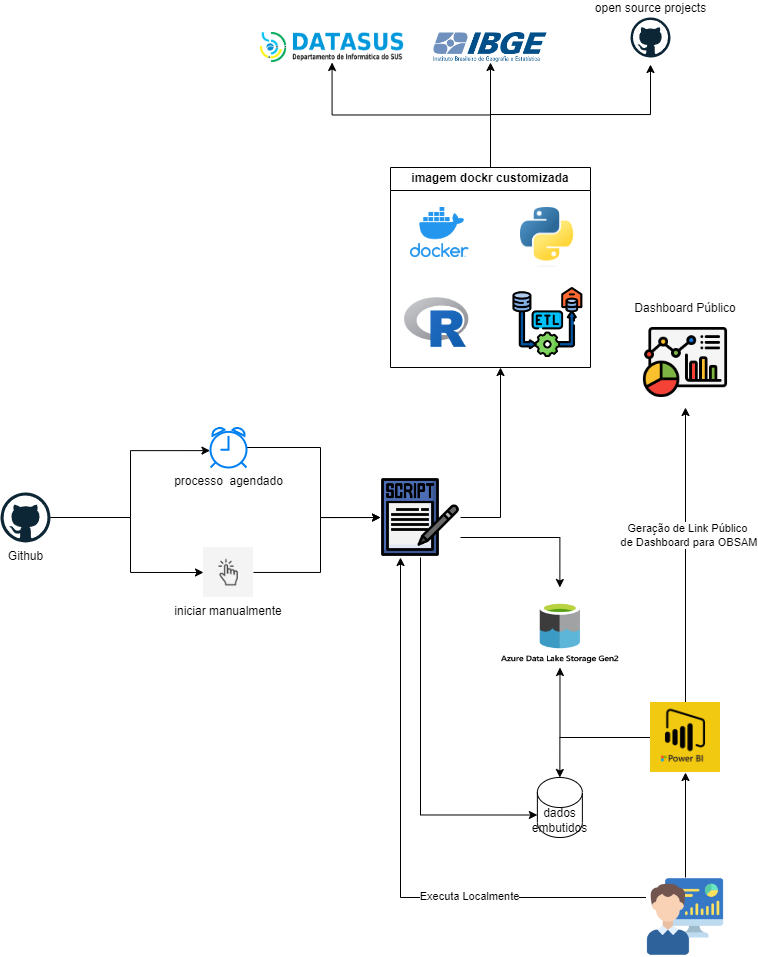 open source projects
DATASUS
Departamento de Informática do SUS
IBGE
Instituto Brasileiro de Geografia e Estatística
imagem dockr customizada
docker
R
ETL
Dashboard Público
processo agendado
SCRIPT
Github
iniciar manualmente
Geração de Link Público
de Dashboard para OBSAM
Azure Data Lake Storage Gen2
Power BI
dados
embutidos
Executa Localmente